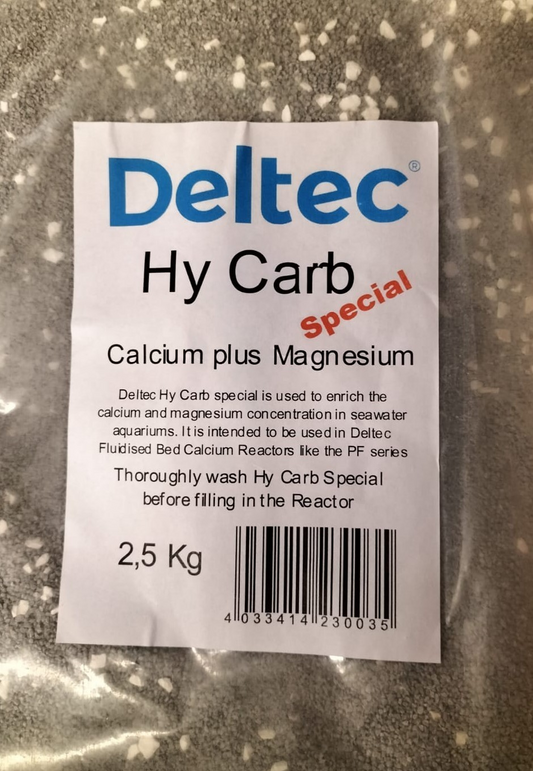 Deltec®
Hy Carb
Special
Calcium plus Magnesium
Deltec Hy Carb special is used to enrich the
calcium and magnesium concentration in seawater
aquariums. It is intended to be used in Deltec
Fluidised Bed Calcium Reactors like the PF series
Thoroughly wash Hy Carb Special
before filling in the Reactor
2,5 Kg
4 033414 230035